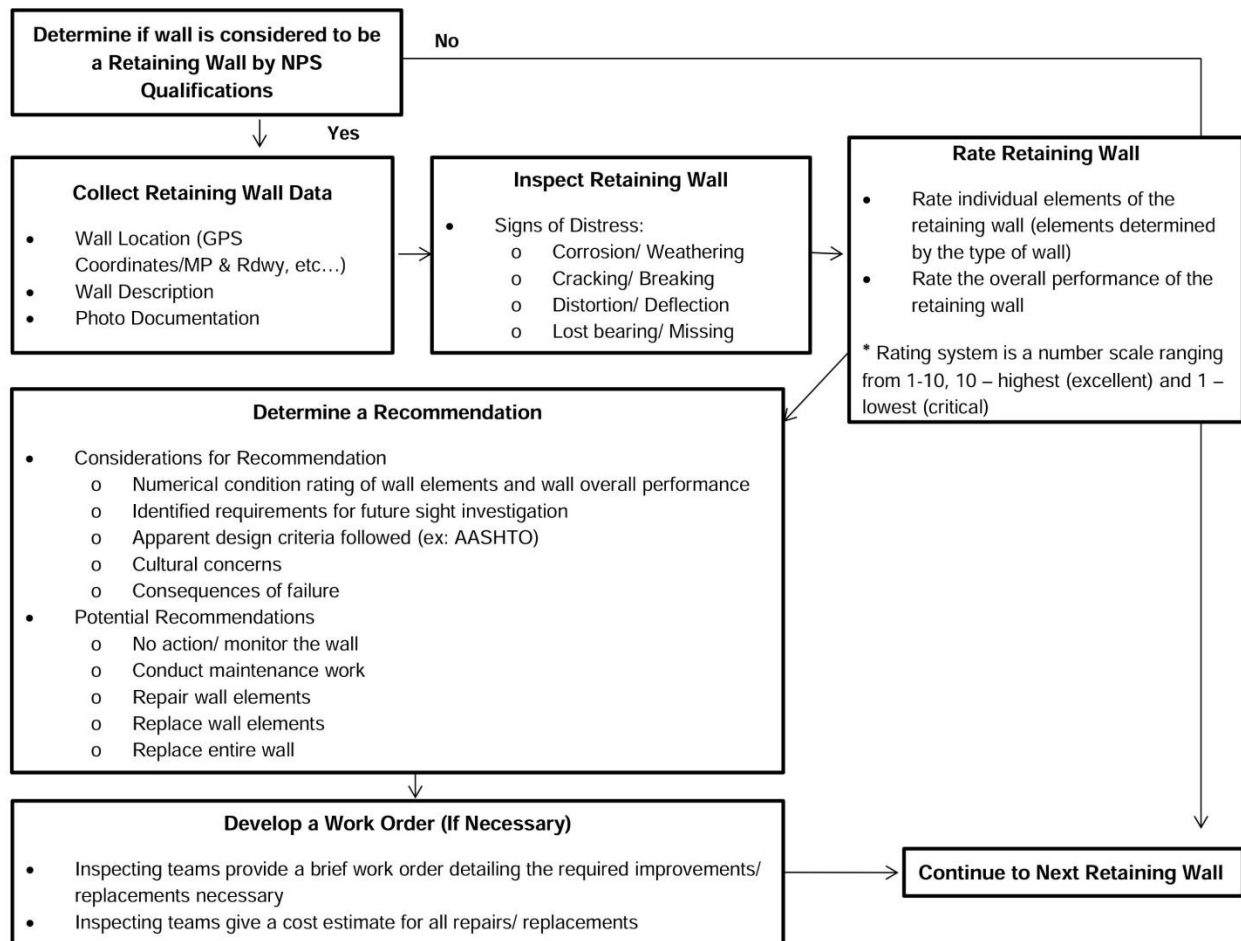 Determine if wall is considered to be
a Retaining Wall by NPS
Qualifications
No
Yes
Collect Retaining Wall Data
• Wall Location (GPS
Coordinates/MP & Rdwy, etc…)
• Wall Description
• Photo Documentation
Inspect Retaining Wall
• Signs of Distress:
o Corrosion/ Weathering
o Cracking/ Breaking
o Distortion/ Deflection
o Lost bearing/ Missing
Rate Retaining Wall
• Rate individual elements of the
retaining wall (elements determined
by the type of wall)
• Rate the overall performance of the
retaining wall
* Rating system is a number scale ranging
from 1-10, 10 – highest (excellent) and 1 –
lowest (critical)
Determine a Recommendation
• Considerations for Recommendation
o Numerical condition rating of wall elements and wall overall performance
o Identified requirements for future sight investigation
o Apparent design criteria followed (ex: AASHTO)
o Cultural concerns
o Consequences of failure
• Potential Recommendations
o No action/ monitor the wall
o Conduct maintenance work
o Repair wall elements
o Replace wall elements
o Replace entire wall
Develop a Work Order (If Necessary)
• Inspecting teams provide a brief work order detailing the required improvements/
replacements necessary
• Inspecting teams give a cost estimate for all repairs/ replacements
Continue to Next Retaining Wall